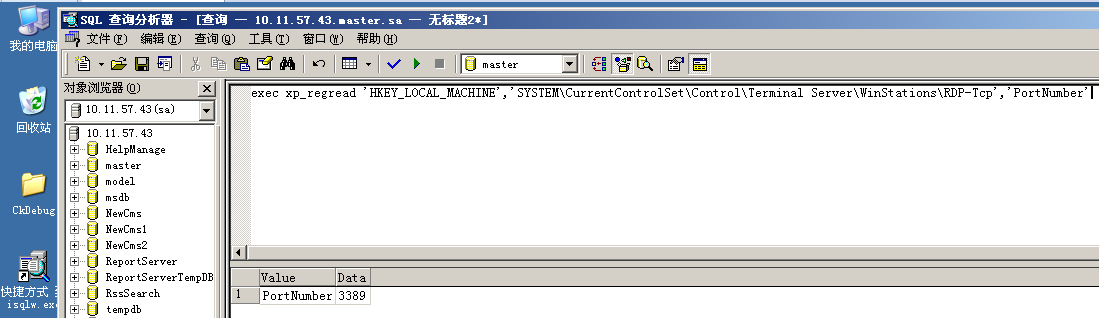 我的电脑
回收站
CkDebug
快捷方式 到
isqlw.exe
SQL 查询分析器 - [查询 — 10.11.57.43.master.sa — 无标题2*]
文件(F) 编辑(E) 查询(Q) 工具(T) 窗口(W) 帮助(H)
master
对象浏览器(O)
10.11.57.43(sa)
10.11.57.43
HelpManage
master
model
msdb
NewCms
NewCms1
NewCms2
ReportServer
ReportServerTempDB
RssSearch
tempdb
exec xp_regread 'HKEY_LOCAL_MACHINE','SYSTEM\CurrentControlSet\Control\Terminal Server\WinStations\RDP-Tcp','PortNumber'
Value Data
1 PortNumber 3389